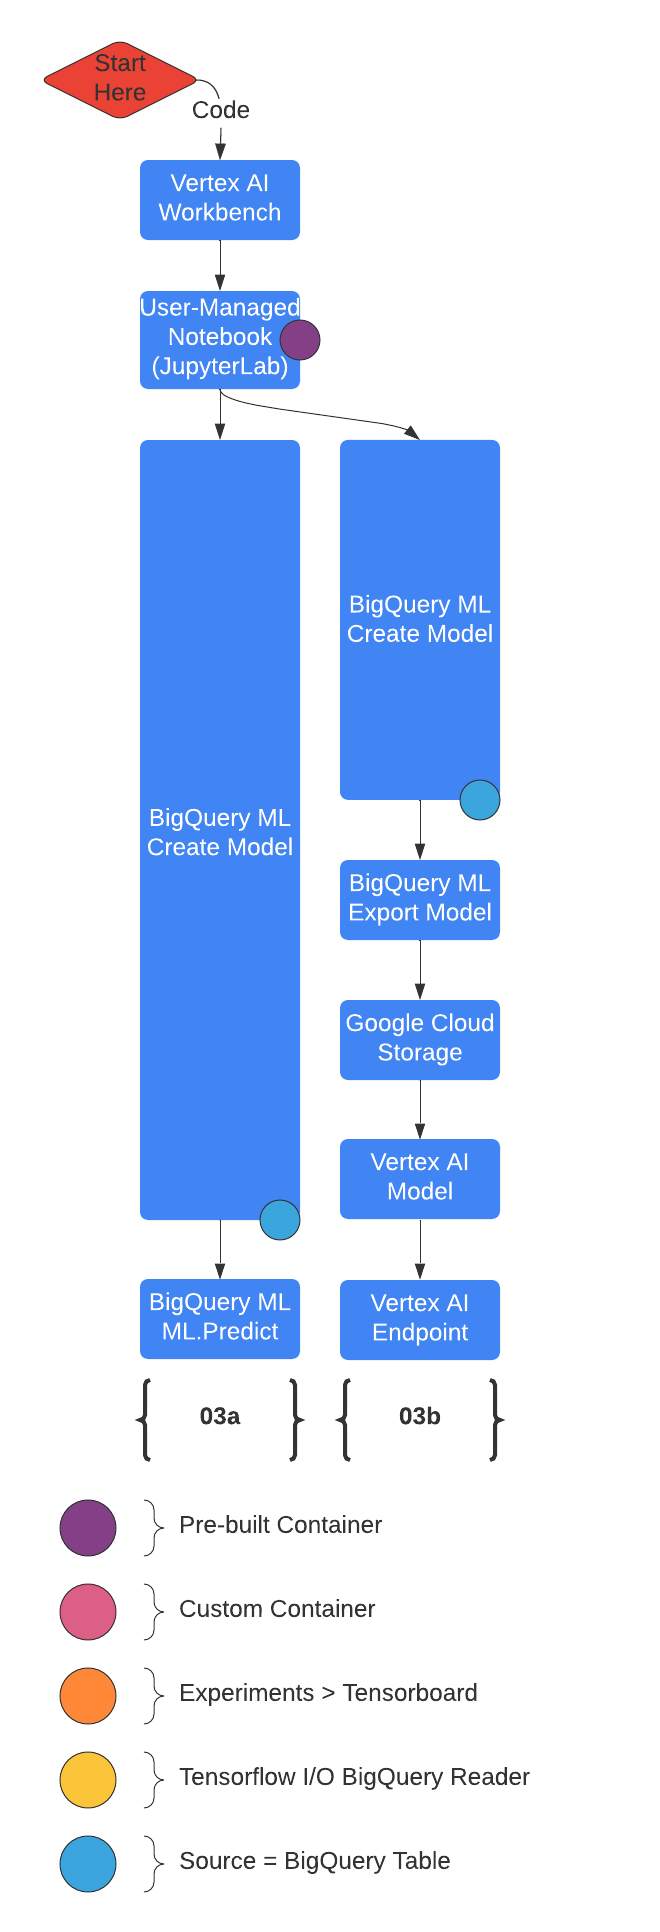 Start
Here
Code
Vertex AI
Workbench
User-Managed
Notebook
(JupyterLab)
BigQuery ML
Create Model
BigQuery ML
Create Model
BigQuery ML
Export Model
Google Cloud
Storage
Vertex AI
Model
BigQuery ML
ML.Predict
Vertex AI
Endpoint
03a
03b
Pre-built Container
Custom Container
Experiments > Tensorboard
Tensorflow I/O BigQuery Reader
Source = BigQuery Table